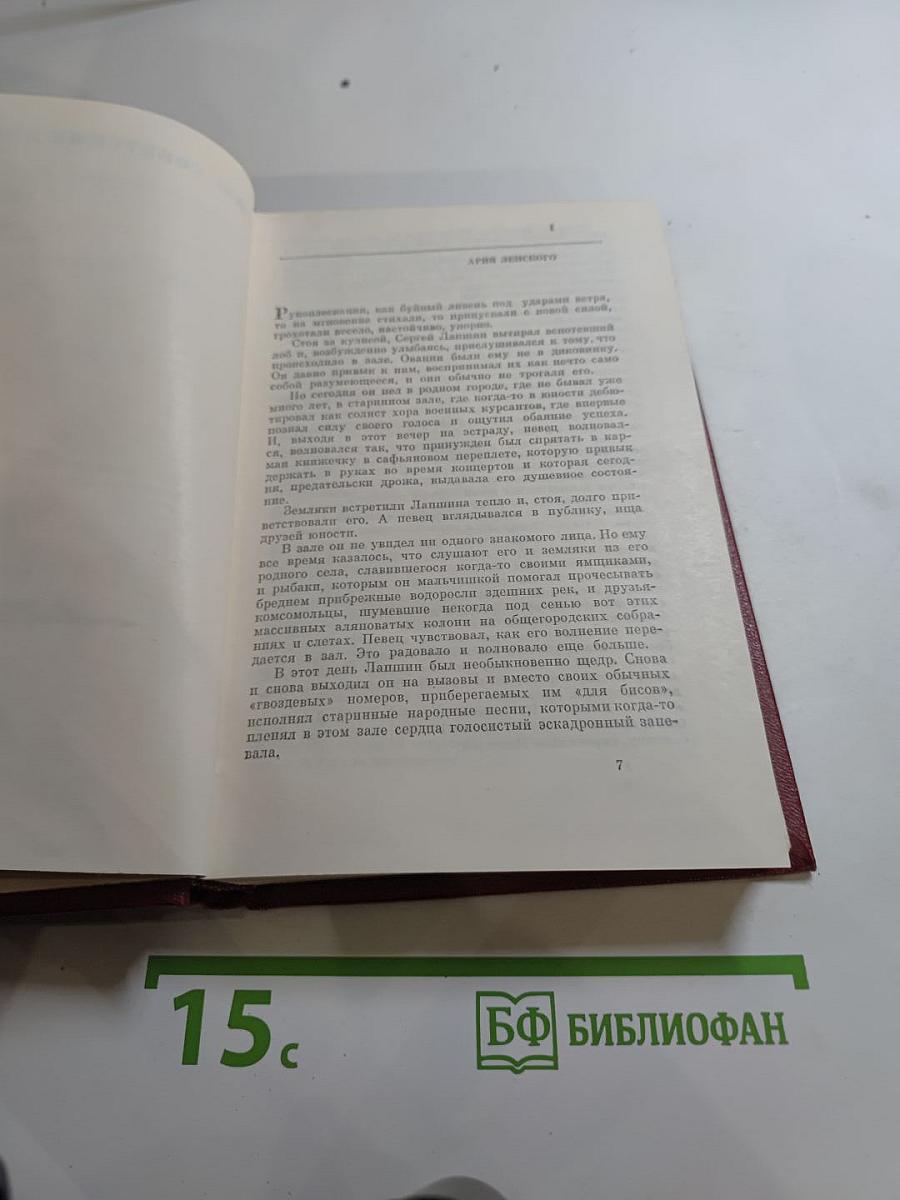 I
АРИЯ ЛЕНСКОГО
Рукоплескания, как буйный ливень под ударами ветра,
то на мгновение стихали, то припускали с новой силой,
грохотали весело, настойчиво, упорно.
Стоя за кулисой, Сергей Лапшин вытирал вспотевший
лоб и, возбужденно улыбаясь, прислушивался к тому, что
происходило в зале. Овации были ему не в диковинку.
Он давно привык к ним, воспринимал их как нечто само
собой разумеющееся, и они обычно не трогали его.
Но сегодня он пел в родном городе, где не бывал уже
много лет, в старинном зале, где когда-то в юности дебю-
тировал как солист хора военных курсантов, где впервые
познал силу своего голоса и ощутил обаяние успеха.
И, выходя в этот вечер на эстраду, певец волновал-
ся, волновался так, что принужден был спрятать в кар-
ман книжечку в сафьяновом переплете, которую привык
держать в руках во время концертов и которая сегод-
ня, предательски дрожа, выдавала его душевное состоя-
ние.
Земляки встретили Лапшина тепло и, стоя, долго при-
ветствовали его. А певец вглядывался в публику, ища
друзей юности.
В зале он не увидел ни одного знакомого лица. Но ему
все время казалось, что слушают его и земляки из его
родного села, славившегося когда-то своими ямщиками,
и рыбаки, которым он мальчишкой помогал прочесывать
бреднем прибрежные водоросли здешних рек, и друзья-
комсомольцы, шумевшие некогда под сенью вот этих
массивных аляповатых колонн на общегородских собра-
ниях и слетах. Певец чувствовал, как его волнение пере-
дается в зал. Это радовало и волновало еще больше.
В этот день Лапшин был необыкновенно щедр. Снова
и снова выходил он на вызовы и вместо своих обычных
«гвоздевых» номеров, приберегаемых им «для бисов»,
исполнял старинные народные песни, которыми когда-то
пленял в этом зале сердца голосистый эскадронный запе-
вала.
7
15 с
БФ БИБЛИОФАН